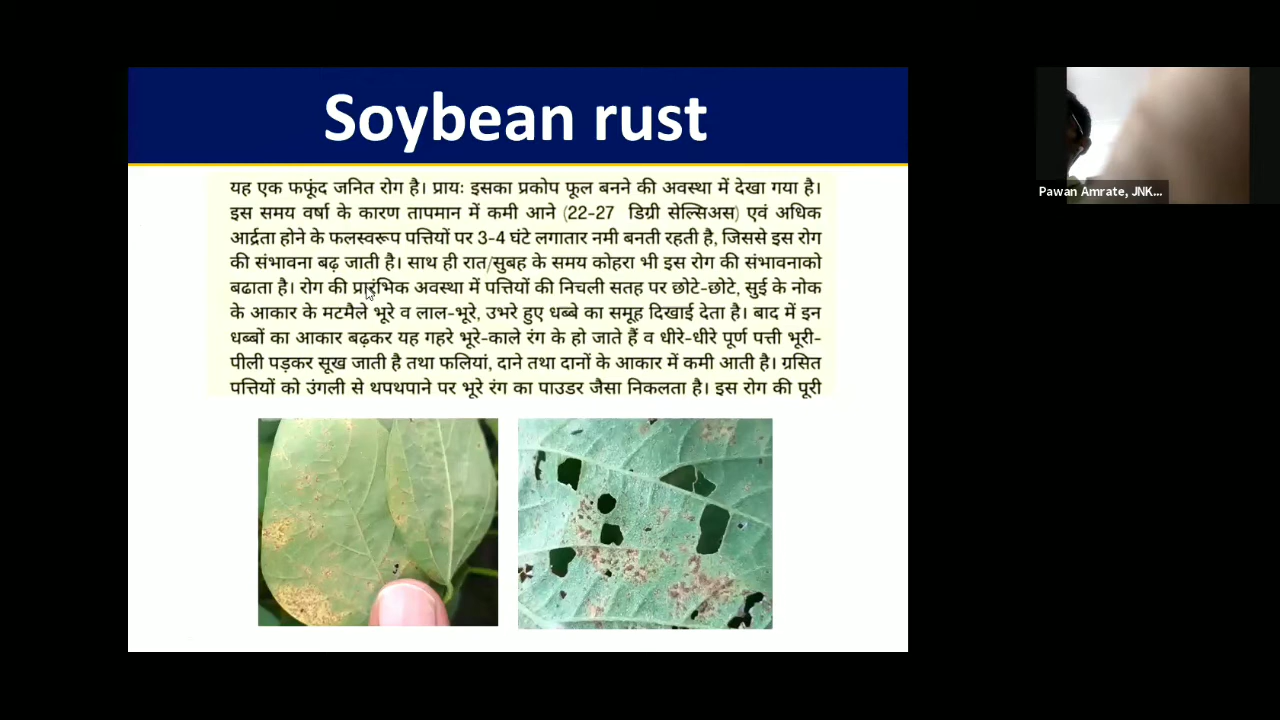 Soybean rust
यह एक फफूंद जनित रोग है। प्रायः इसका प्रकोप फूल बनने की अवस्था में देखा गया है।
इस समय वर्षा के कारण तापमान में कमी आने (22-27 डिग्री सेल्सिअस) एवं अधिक
आर्द्रता होने के फलस्वरूप पत्तियों पर 3-4 घंटे लगातार नमी बनती रहती है, जिससे इस रोग
की संभावना बढ़ जाती है। साथ ही रात/सुबह के समय कोहरा भी इस रोग की संभावनाको
बढाता है। रोग की प्रारंभिक अवस्था में पत्तियों की निचली सतह पर छोटे-छोटे, सुई के नोक
के आकार के मटमैले भूरे व लाल-भूरे, उभरे हुए धब्बे का समूह दिखाई देता है। बाद में इन
धब्बों का आकार बढ़कर यह गहरे भूरे-काले रंग के हो जाते हैं व धीरे-धीरे पूर्ण पत्ती भूरी-
पीली पड़कर सूख जाती है तथा फलियां, दाने तथा दानों के आकार में कमी आती है। ग्रसित
पत्तियों को उंगली से थपथपाने पर भूरे रंग का पाउडर जैसा निकलता है। इस रोग की पूरी
Pawan Amrate, JNK...